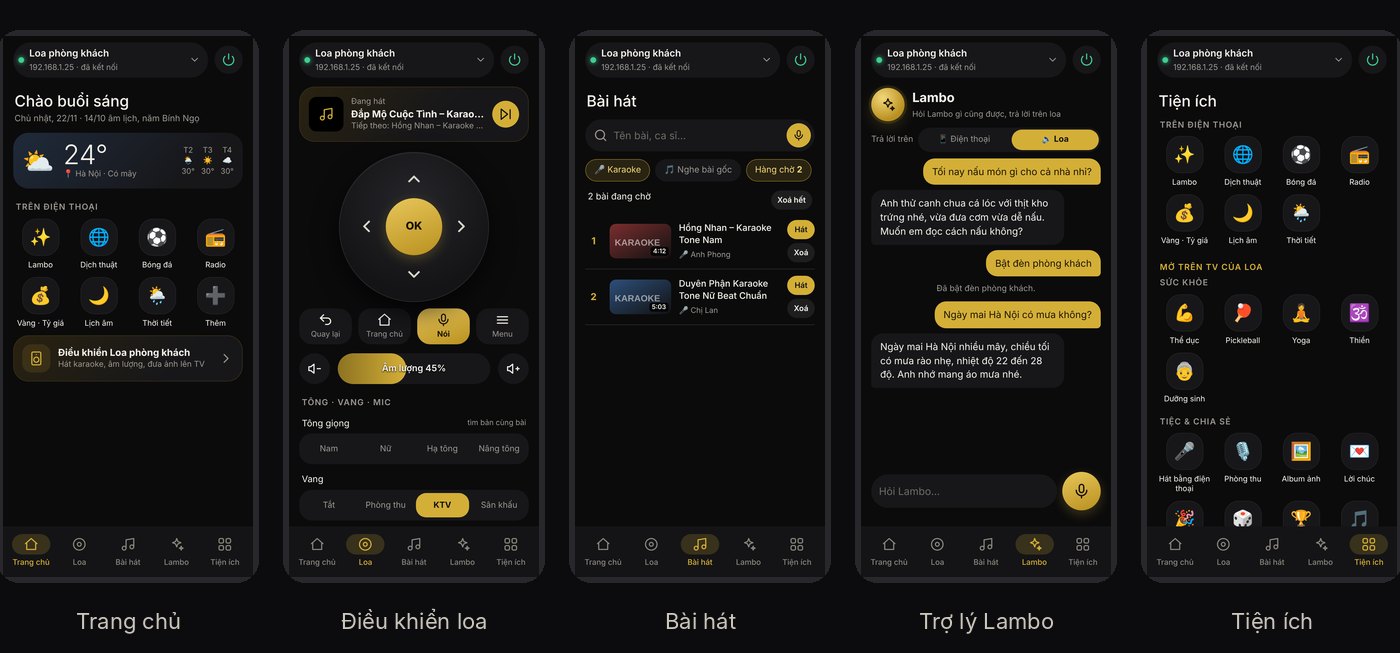 Loa phòng khách
192.168.1.25 · đã kết nối
Chào buổi sáng
Chủ nhật, 22/11 · 14/10 âm lịch, năm Bính Ngọ
24°
📍 Hà Nội · Có mây
T2 T3 T4
30° 30° 30°
TRÊN ĐIỆN THOẠI
Lambo Dịch thuật Bóng đá Radio
Vàng · Tỷ giá Lịch âm Thời tiết Thêm
Điều khiển Loa phòng khách
Hát karaoke, âm lượng, đưa ảnh lên TV
Trang chủ Loa Bài hát Lambo Tiện ích
Trang chủ
Loa phòng khách
192.168.1.25 · đã kết nối
Đang hát
Đắp Mộ Cuộc Tình – Karao...
Tiếp theo: Hồng Nhan – Karaoke ...
OK
Quay lại Trang chủ Nói Menu
Âm lượng 45%
TÔNG · VANG · MIC
Tông giọng tìm bản cùng bài
Nam Nữ Hạ tông Nâng tông
Vang
Tắt Phòng thu KTV Sân khấu
Trang chủ Loa Bài hát Lambo Tiện ích
Điều khiển loa
Loa phòng khách
192.168.1.25 · đã kết nối
Bài hát
Tên bài, ca sĩ...
🎤 Karaoke 🎵 Nghe bài gốc Hàng chờ 2
2 bài đang chờ Xoá hết
1 KARAOKE 4:12 Hồng Nhan – Karaoke Tone Nam
🎤 Anh Phong
Hát
Xoá
2 KARAOKE 5:03 Duyên Phận Karaoke Tone Nữ Beat Chuẩn
🎤 Chị Lan
Hát
Xoá
Trang chủ Loa Bài hát Lambo Tiện ích
Bài hát
Loa phòng khách
192.168.1.25 · đã kết nối
Lambo
Hỏi Lambo gì cũng được, trả lời trên loa
Trả lời trên 📱 Điện thoại 🔊 Loa
Tối nay nấu món gì cho cả nhà nhỉ?
Anh thử canh chua cá lóc với thịt kho
trứng nhé, vừa đưa cơm vừa dễ nấu.
Muốn em đọc cách nấu không?
Bật đèn phòng khách
Đã bật đèn phòng khách.
Ngày mai Hà Nội có mưa không?
Ngày mai Hà Nội nhiều mây, chiều tối
có mưa rào nhẹ, nhiệt độ 22 đến 28
độ. Anh nhớ mang áo mưa nhé.
Hỏi Lambo...
Trang chủ Loa Bài hát Lambo Tiện ích
Trợ lý Lambo
Loa phòng khách
192.168.1.25 · đã kết nối
Tiện ích
TRÊN ĐIỆN THOẠI
Lambo Dịch thuật Bóng đá Radio
Vàng · Tỷ giá Lịch âm Thời tiết
MỞ TRÊN TV CỦA LOA
SỨC KHỎE
Thể dục Pickleball Yoga Thiền
Dưỡng sinh
TIỆC & CHIA SẺ
Hát bằng điện thoại Phòng thu Album ảnh Lời chúc
Trang chủ Loa Bài hát Lambo Tiện ích
Tiện ích